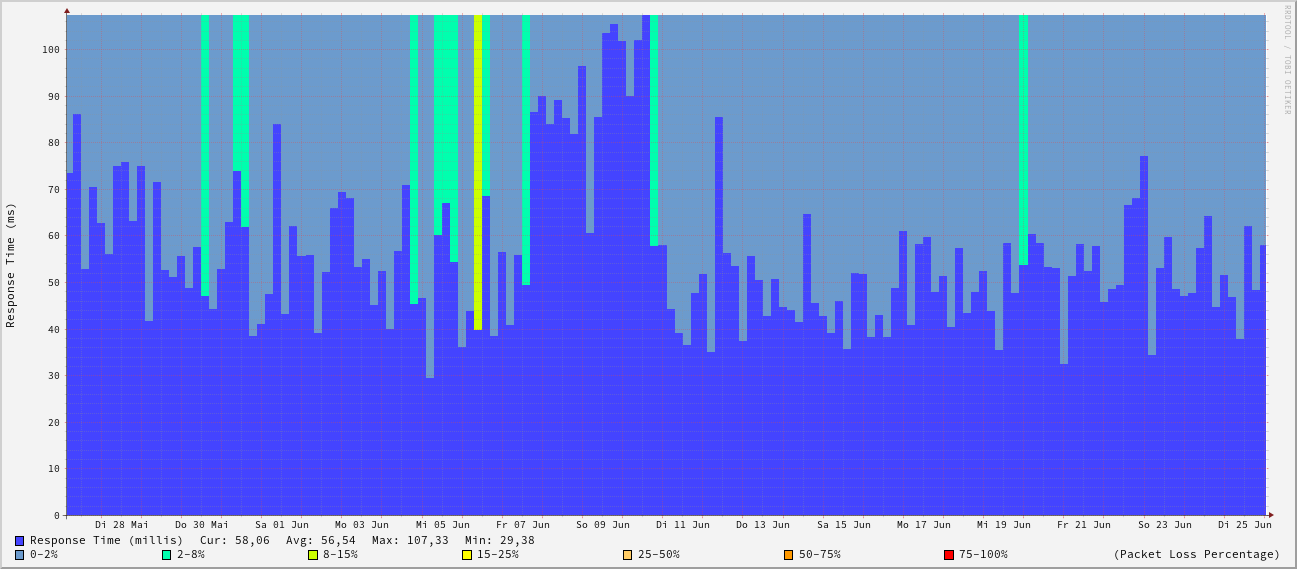 RRDTOOL / TOBI OETIKER
Response Time (ms)
100
90
80
70
60
50
40
30
20
10
0
Di 28 Mai Do 30 Mai Sa 01 Jun Mo 03 Jun Mi 05 Jun Fr 07 Jun So 09 Jun Di 11 Jun Do 13 Jun Sa 15 Jun Mo 17 Jun Mi 19 Jun Fr 21 Jun So 23 Jun Di 25 Jun
Response Time (millis) Cur: 58,06 Avg: 56,54 Max: 107,33 Min: 29,38
0-2% 2-8% 8-15% 15-25% 25-50% 50-75% 75-100% (Packet Loss Percentage)